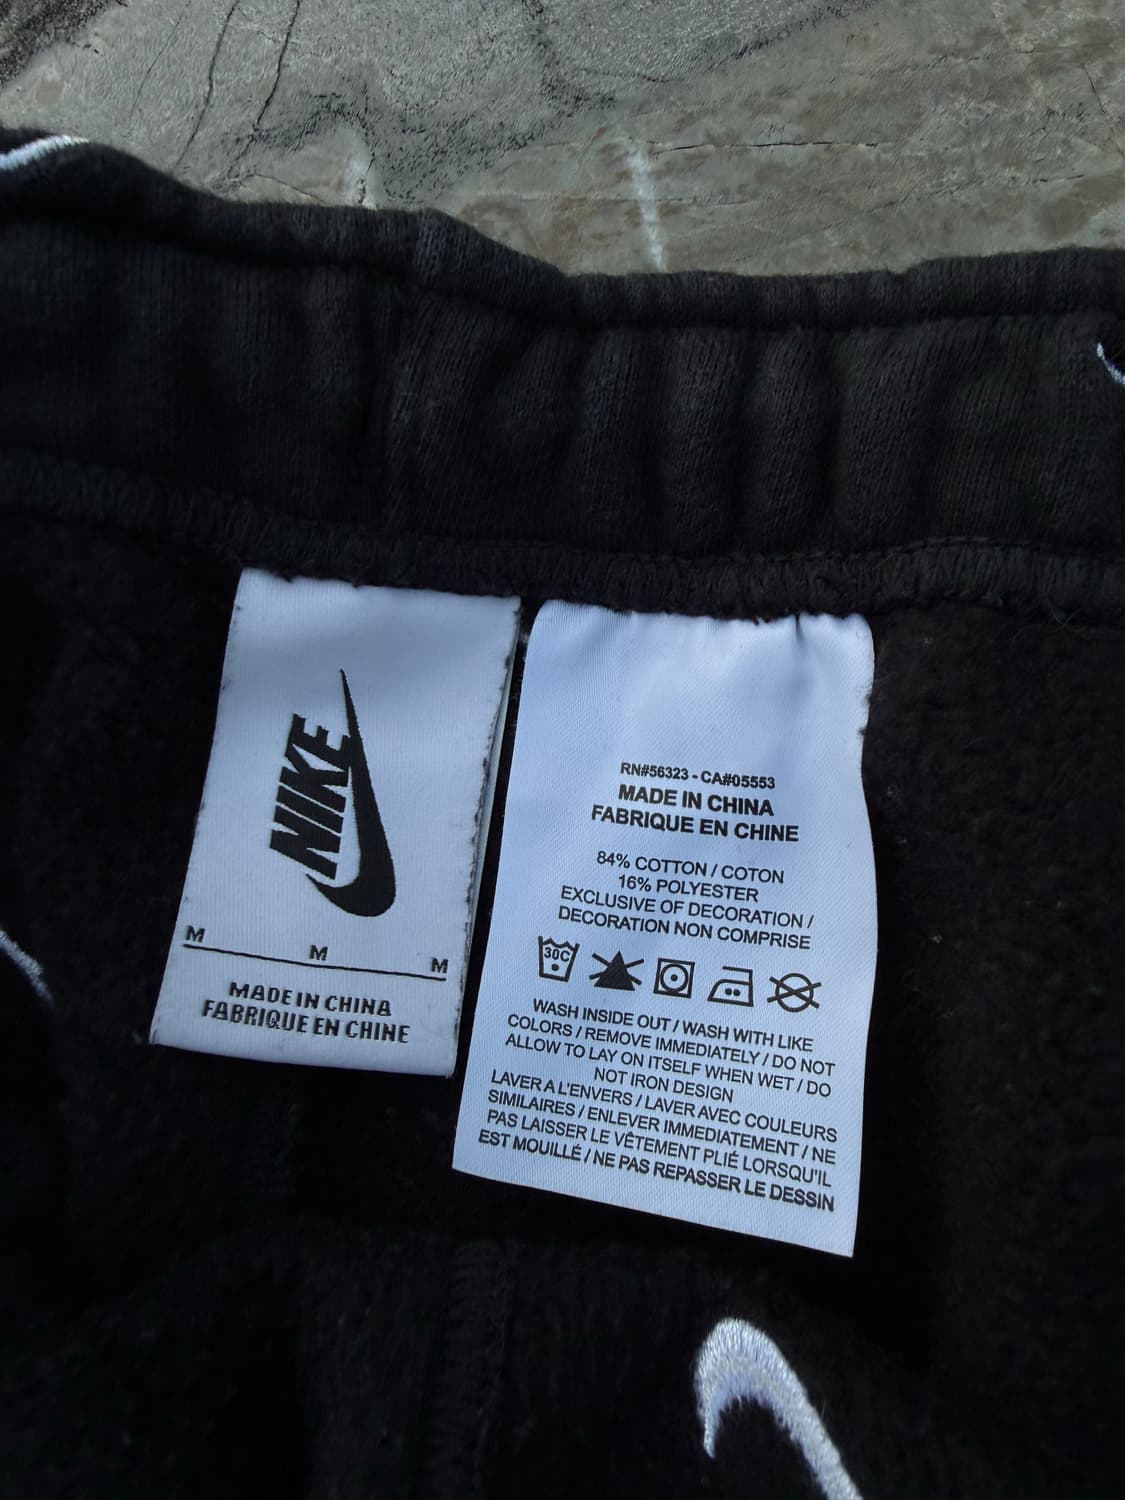 NIKE
M
M
M
MADE IN CHINA
FABRIQUE EN CHINE
RN#56323 - CA#05553
MADE IN CHINA
FABRIQUE EN CHINE
84% COTTON / COTON
16% POLYESTER
EXCLUSIVE OF DECORATION /
DECORATION NON COMPRISE
30C
WASH INSIDE OUT / WASH WITH LIKE
COLORS / REMOVE IMMEDIATELY / DO NOT
ALLOW TO LAY ON ITSELF WHEN WET / DO
NOT IRON DESIGN
LAVER A L'ENVERS / LAVER AVEC COULEURS
SIMILAIRES / ENLEVER IMMEDIATEMENT / NE
PAS LAISSER LE VÊTEMENT PLIÉ LORSQU'IL
EST MOUILLÉ / NE PAS REPASSER LE DESSIN